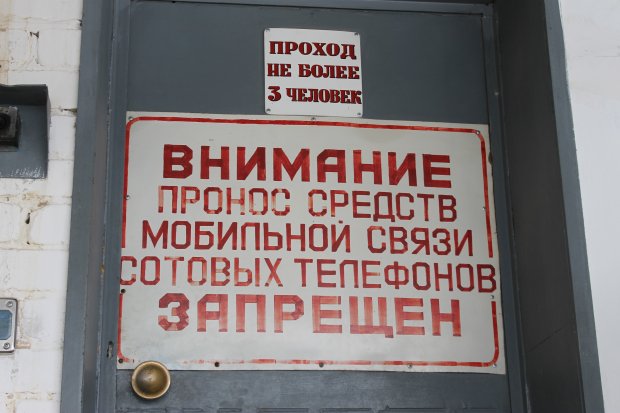 ПРОХОД
НЕ БОЛЕЕ
3 ЧЕЛОВЕК
ВНИМАНИЕ
ПРОНОС СРЕДСТВ
МОБИЛЬНОЙ СВЯЗИ
СОТОВЫХ ТЕЛЕФОНОВ
ЗАПРЕЩЕН